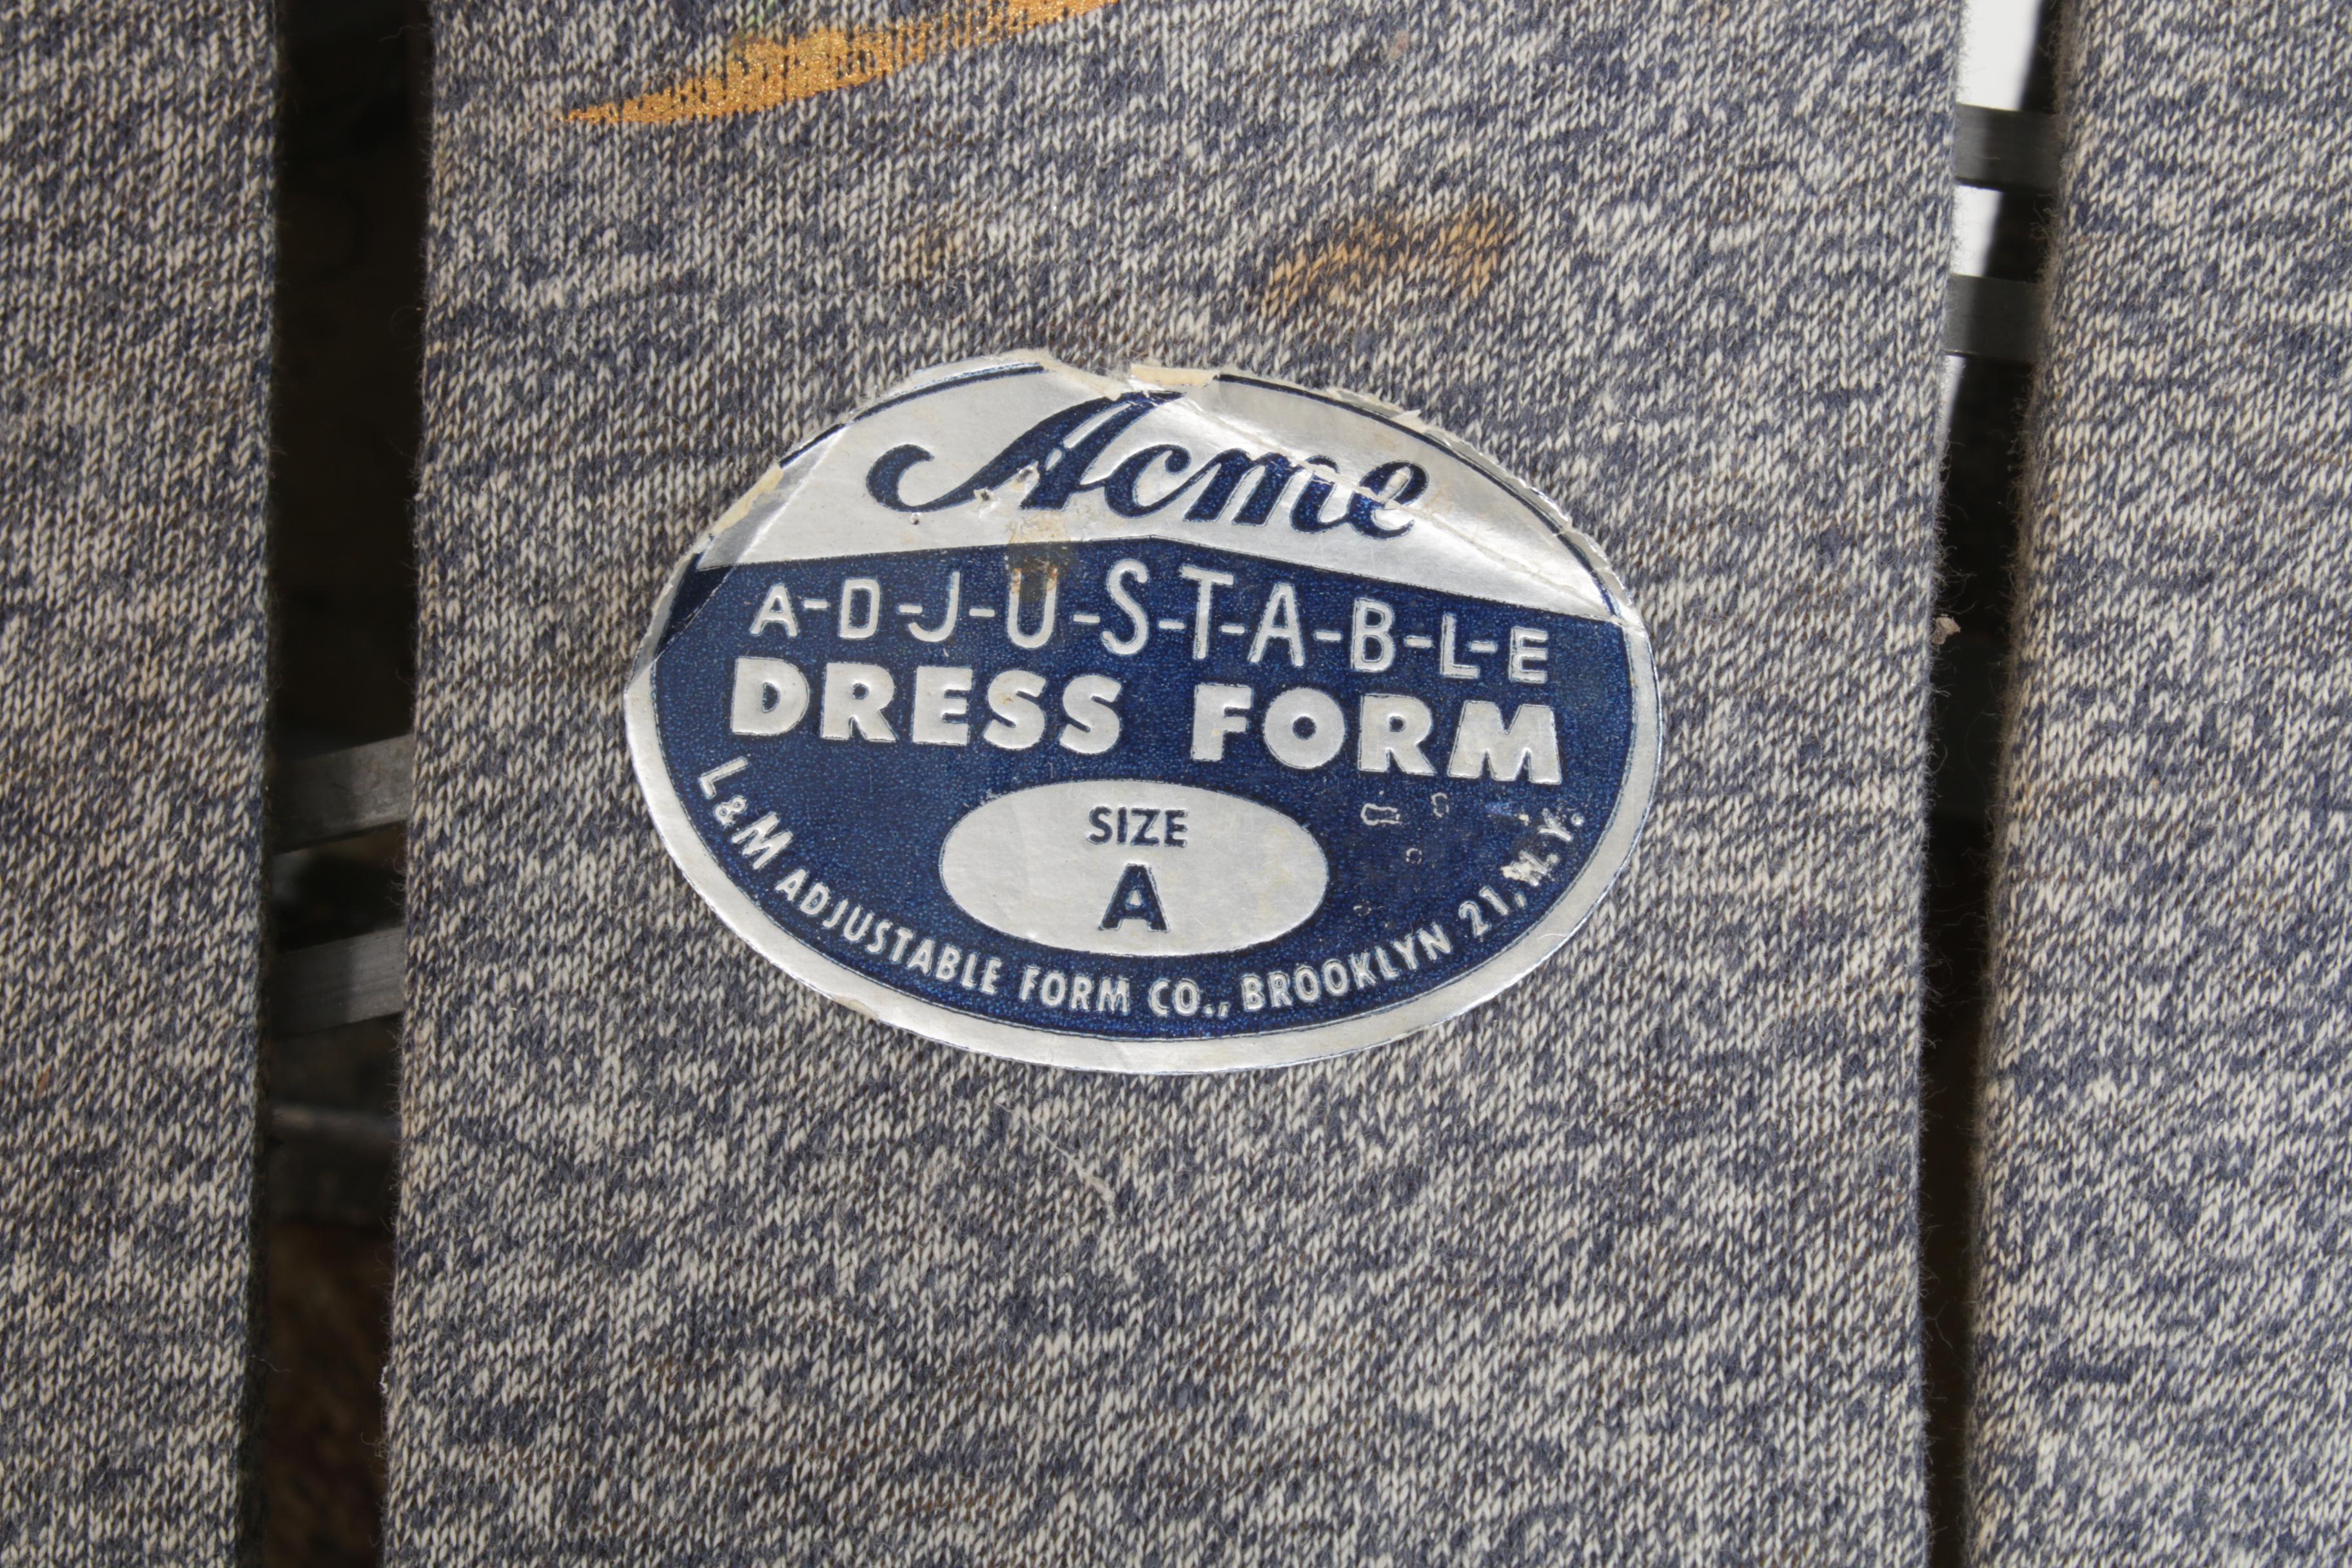 Acme
A-D-J-U-S-T-A-B-L-E
DRESS FORM
SIZE
A
L&M ADJUSTABLE FORM CO., BROOKLYN 21, N.Y.